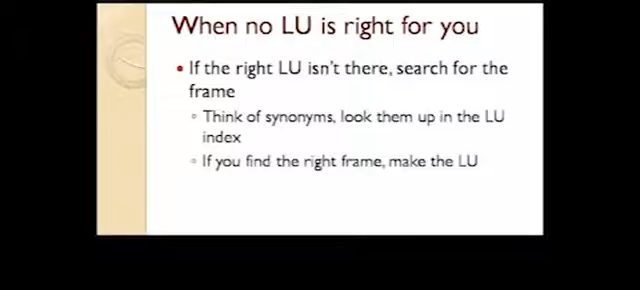 When no LU is right for you
• If the right LU isn't there, search for the
frame
◦ Think of synonyms, look them up in the LU
index
◦ If you find the right frame, make the LU